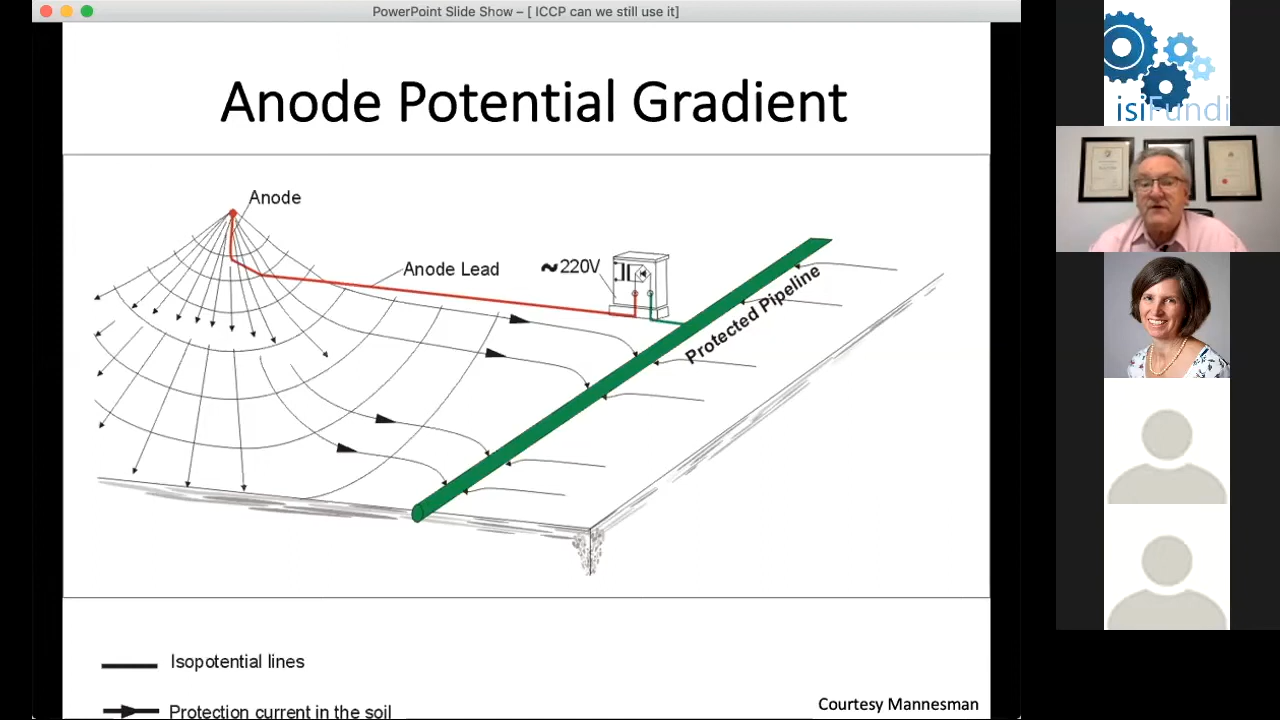 PowerPoint Slide Show – [ ICCP can we still use it]
Anode Potential Gradient
Anode
Anode Lead
~220V
Protected Pipeline
Isopotential lines
Protection current in the soil
Courtesy Mannesman
isiFundi